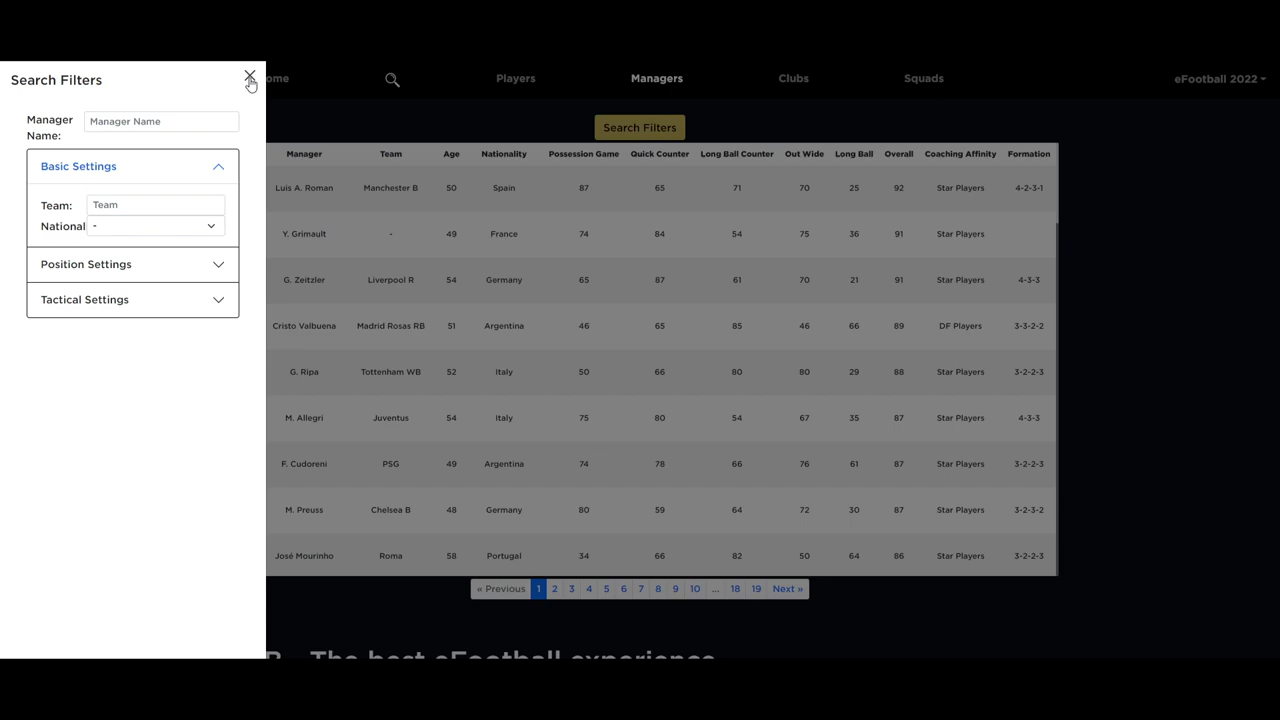 Search Filters
Manager Name:
Manager Name
Basic Settings
Team:
Team
National
-
Position Settings
Tactical Settings
ome
Players
Managers
Clubs
Squads
eFootball 2022
Search Filters
Manager Team Age Nationality Possession Game Quick Counter Long Ball Counter Out Wide Long Ball Overall Coaching Affinity Formation
Luis A. Roman Manchester B 50 Spain 87 65 71 70 25 92 Star Players 4-2-3-1
Y. Grimault - 49 France 74 84 54 75 36 91 Star Players
G. Zeitzler Liverpool R 54 Germany 65 87 61 70 21 91 Star Players 4-3-3
Cristo Valbuena Madrid Rosas RB 51 Argentina 46 65 85 46 66 89 DF Players 3-3-2-2
G. Ripa Tottenham WB 52 Italy 50 66 80 80 29 88 Star Players 3-2-2-3
M. Allegri Juventus 54 Italy 75 80 54 67 35 87 Star Players 4-3-3
F. Cudoreni PSG 49 Argentina 74 78 66 76 61 87 Star Players 3-2-2-3
M. Preuss Chelsea B 48 Germany 80 59 64 72 30 87 Star Players 3-2-3-2
José Mourinho Roma 58 Portugal 34 66 82 50 64 86 Star Players 3-2-2-3
« Previous 1 2 3 4 5 6 7 8 9 10 ... 18 19 Next »
The best eFootball experience